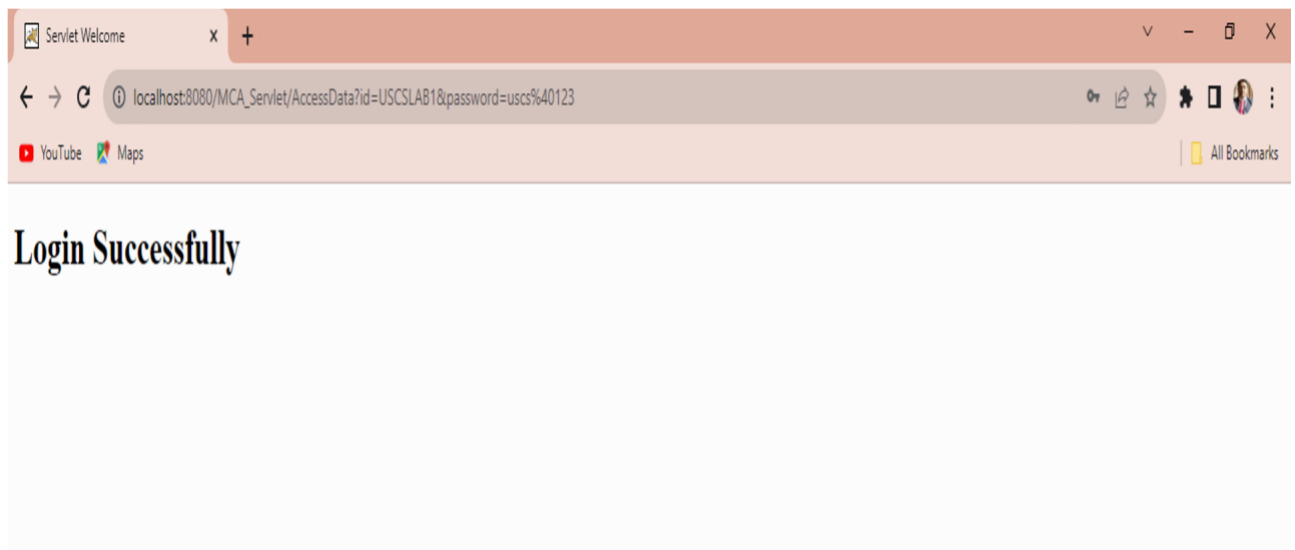 Servlet Welcome
localhost:8080/MCA_Servlet/AccessData?id=USCSLAB1&password=uscs%40123
YouTube Maps All Bookmarks
Login Successfully